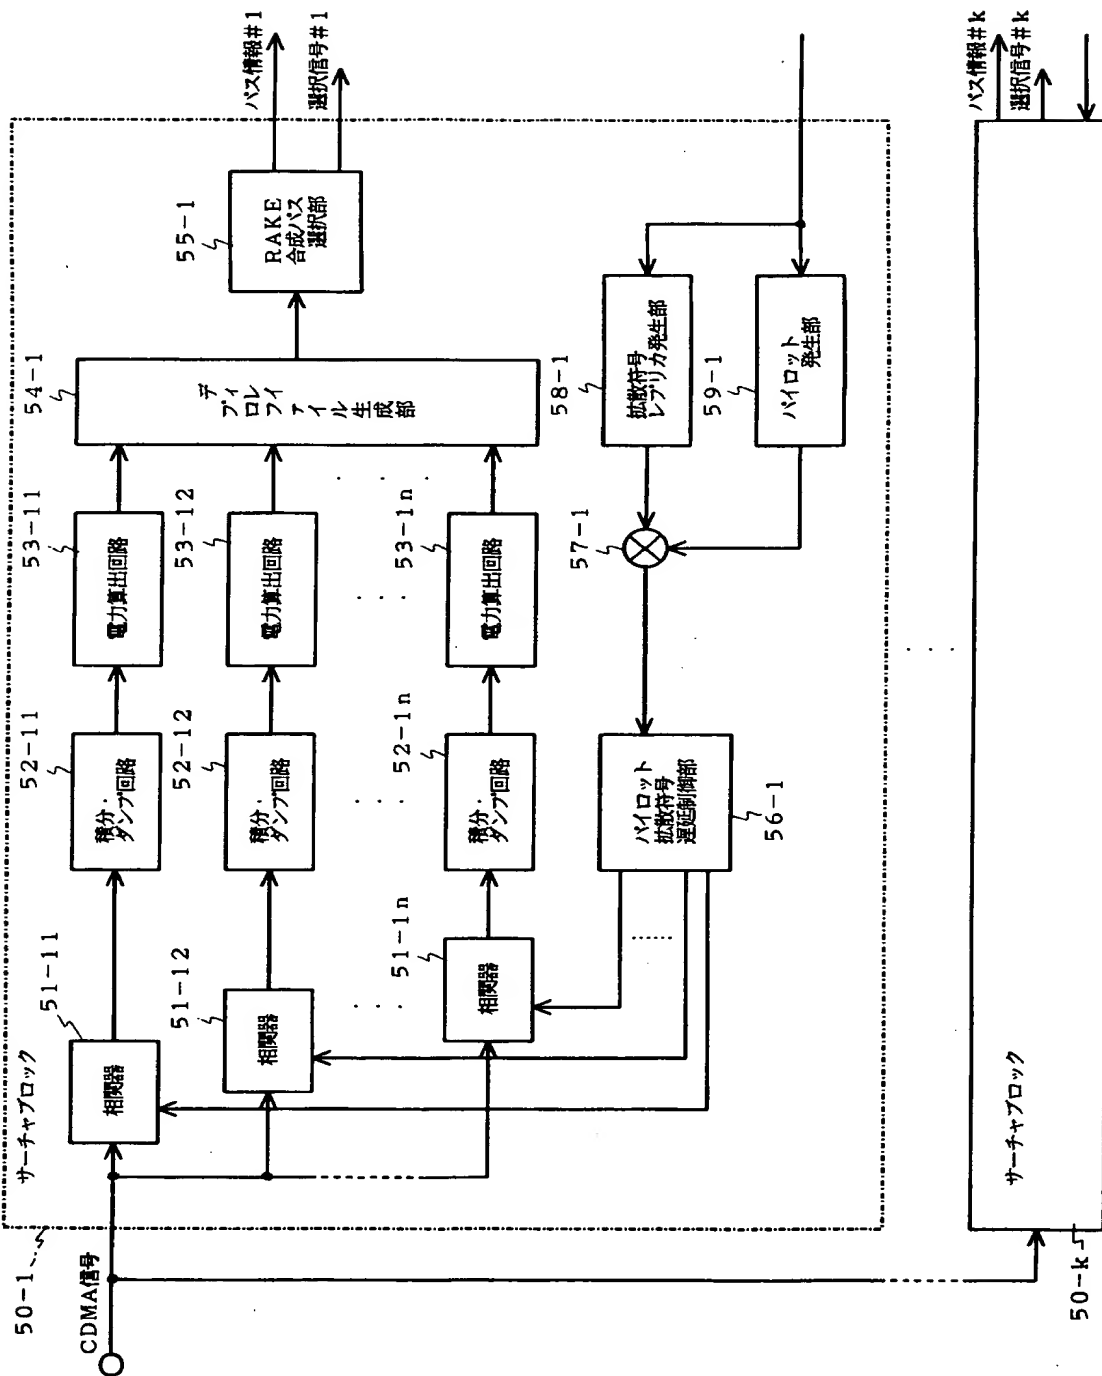 50-1
サーチャブロック
CDMA信号
51-11
相関器
52-11
積分・
ダンプ回路
53-11
電力算出回路
54-1
ディレイ
プロファイル生成部
55-1
RAKE
合成パス
選択部
パス情報#1
選択信号#1
51-12
相関器
52-12
積分・
ダンプ回路
53-12
電力算出回路
51-1n
相関器
52-1n
積分・
ダンプ回路
53-1n
電力算出回路
56-1
パイロット
拡散符号
遅延制御部
57-1
58-1
拡散符号
レプリカ発生部
59-1
パイロット
発生部
50-k
サーチャブロック
パス情報#k
選択信号#k